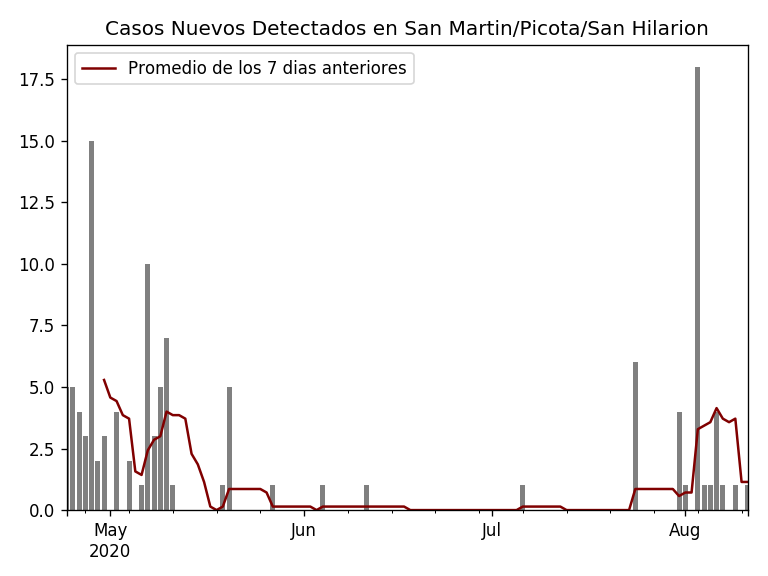 Casos Nuevos Detectados en San Martin/Picota/San Hilarion
Promedio de los 7 dias anteriores
17.5
15.0
12.5
10.0
7.5
5.0
2.5
0.0
May
2020
Jun
Jul
Aug